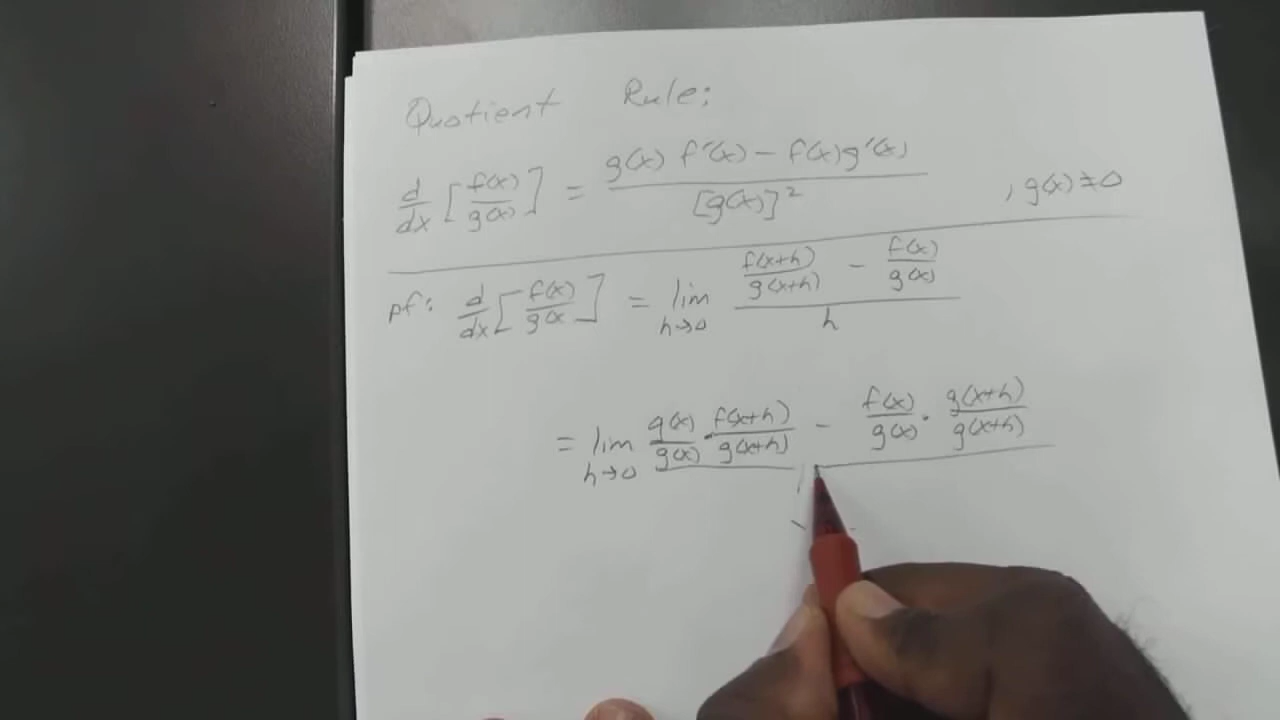 Quotient Rule:
d/dx [f(x)/g(x)] = g(x) f'(x) - f(x)g'(x) / [g(x)]² , g(x) ≠ 0
pf: d/dx [f(x)/g(x] = lim h→0 f(x+h)/g(x+h) - f(x)/g(x) / h
= lim h→0 g(x)/g(x) · f(x+h)/g(x+h) - f(x)/g(x) · g(x+h)/g(x+h)